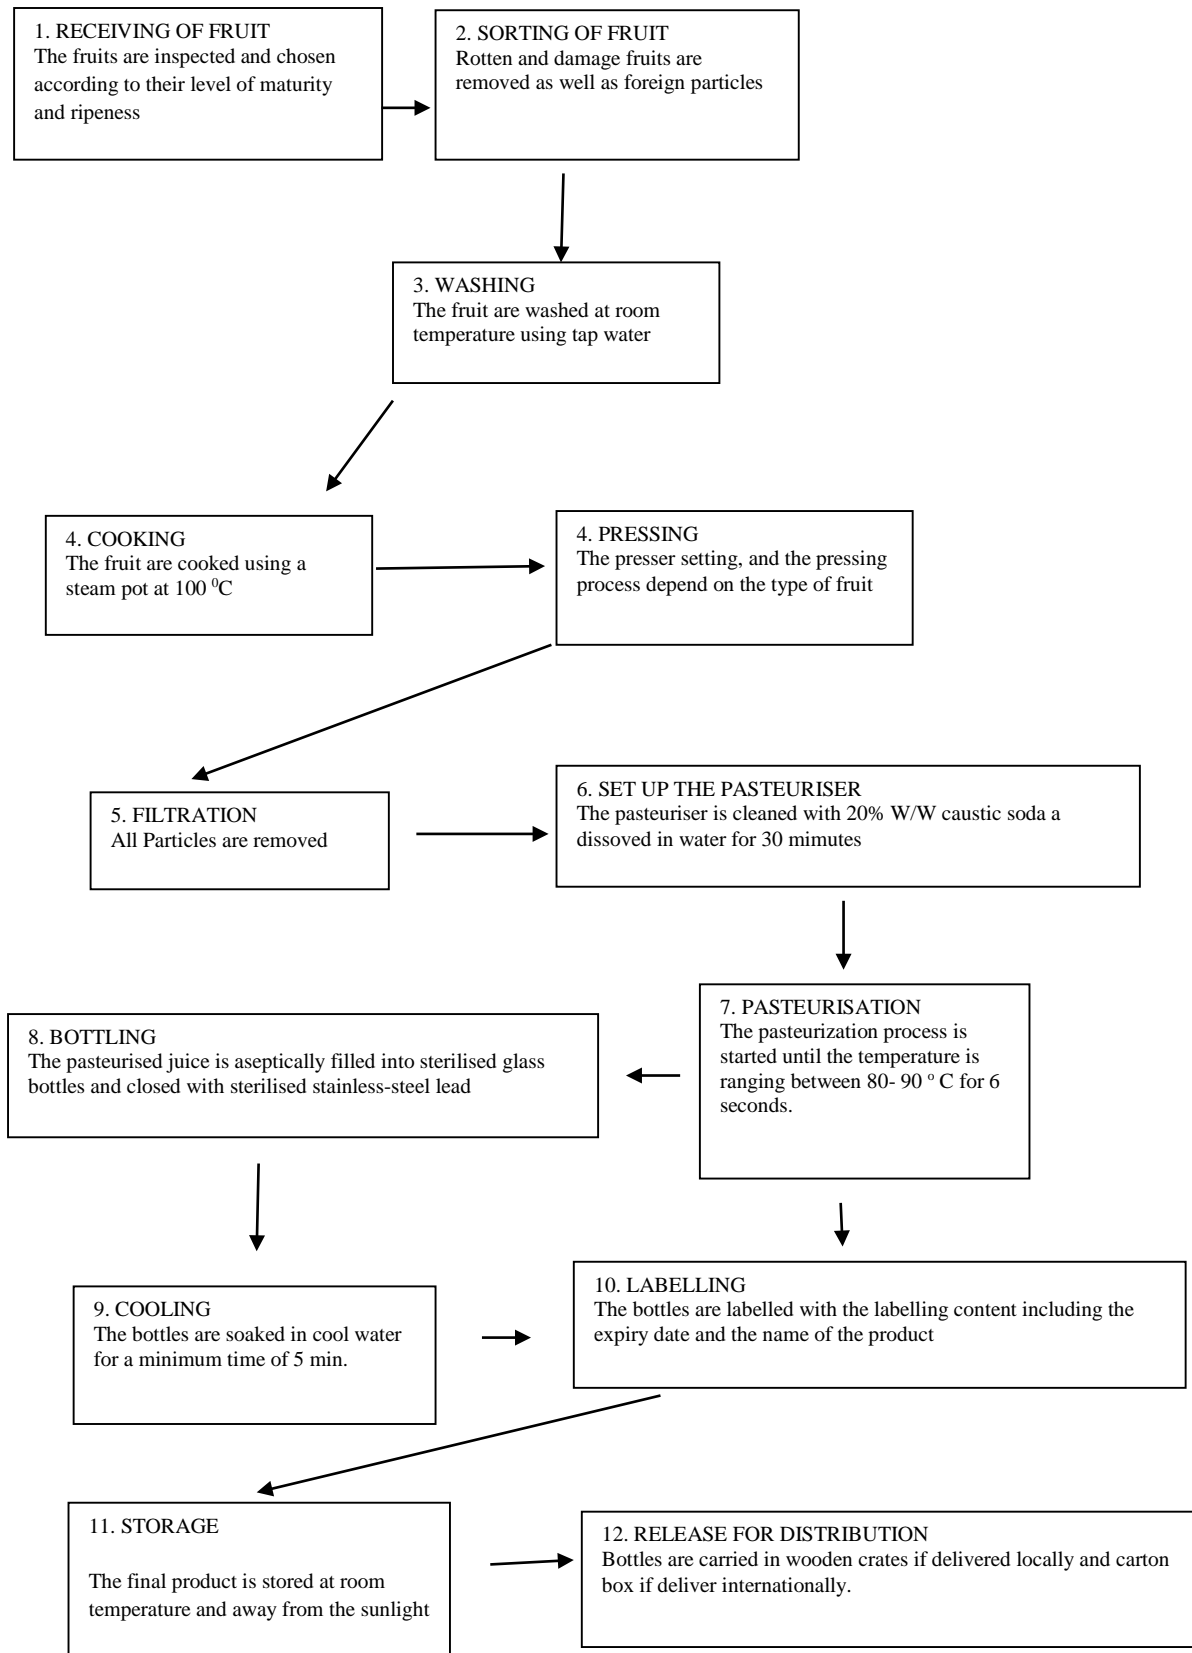 1. RECEIVING OF FRUIT
The fruits are inspected and chosen
according to their level of maturity
and ripeness
2. SORTING OF FRUIT
Rotten and damage fruits are
removed as well as foreign particles
3. WASHING
The fruit are washed at room
temperature using tap water
4. COOKING
The fruit are cooked using a
steam pot at 100 ⁰C
4. PRESSING
The presser setting, and the pressing
process depend on the type of fruit
5. FILTRATION
All Particles are removed
6. SET UP THE PASTEURISER
The pasteuriser is cleaned with 20% W/W caustic soda a
dissoved in water for 30 mimutes
7. PASTEURISATION
The pasteurization process is
started until the temperature is
ranging between 80- 90 ° C for 6
seconds.
8. BOTTLING
The pasteurised juice is aseptically filled into sterilised glass
bottles and closed with sterilised stainless-steel lead
9. COOLING
The bottles are soaked in cool water
for a minimum time of 5 min.
10. LABELLING
The bottles are labelled with the labelling content including the
expiry date and the name of the product
11. STORAGE
The final product is stored at room
temperature and away from the sunlight
12. RELEASE FOR DISTRIBUTION
Bottles are carried in wooden crates if delivered locally and carton
box if deliver internationally.